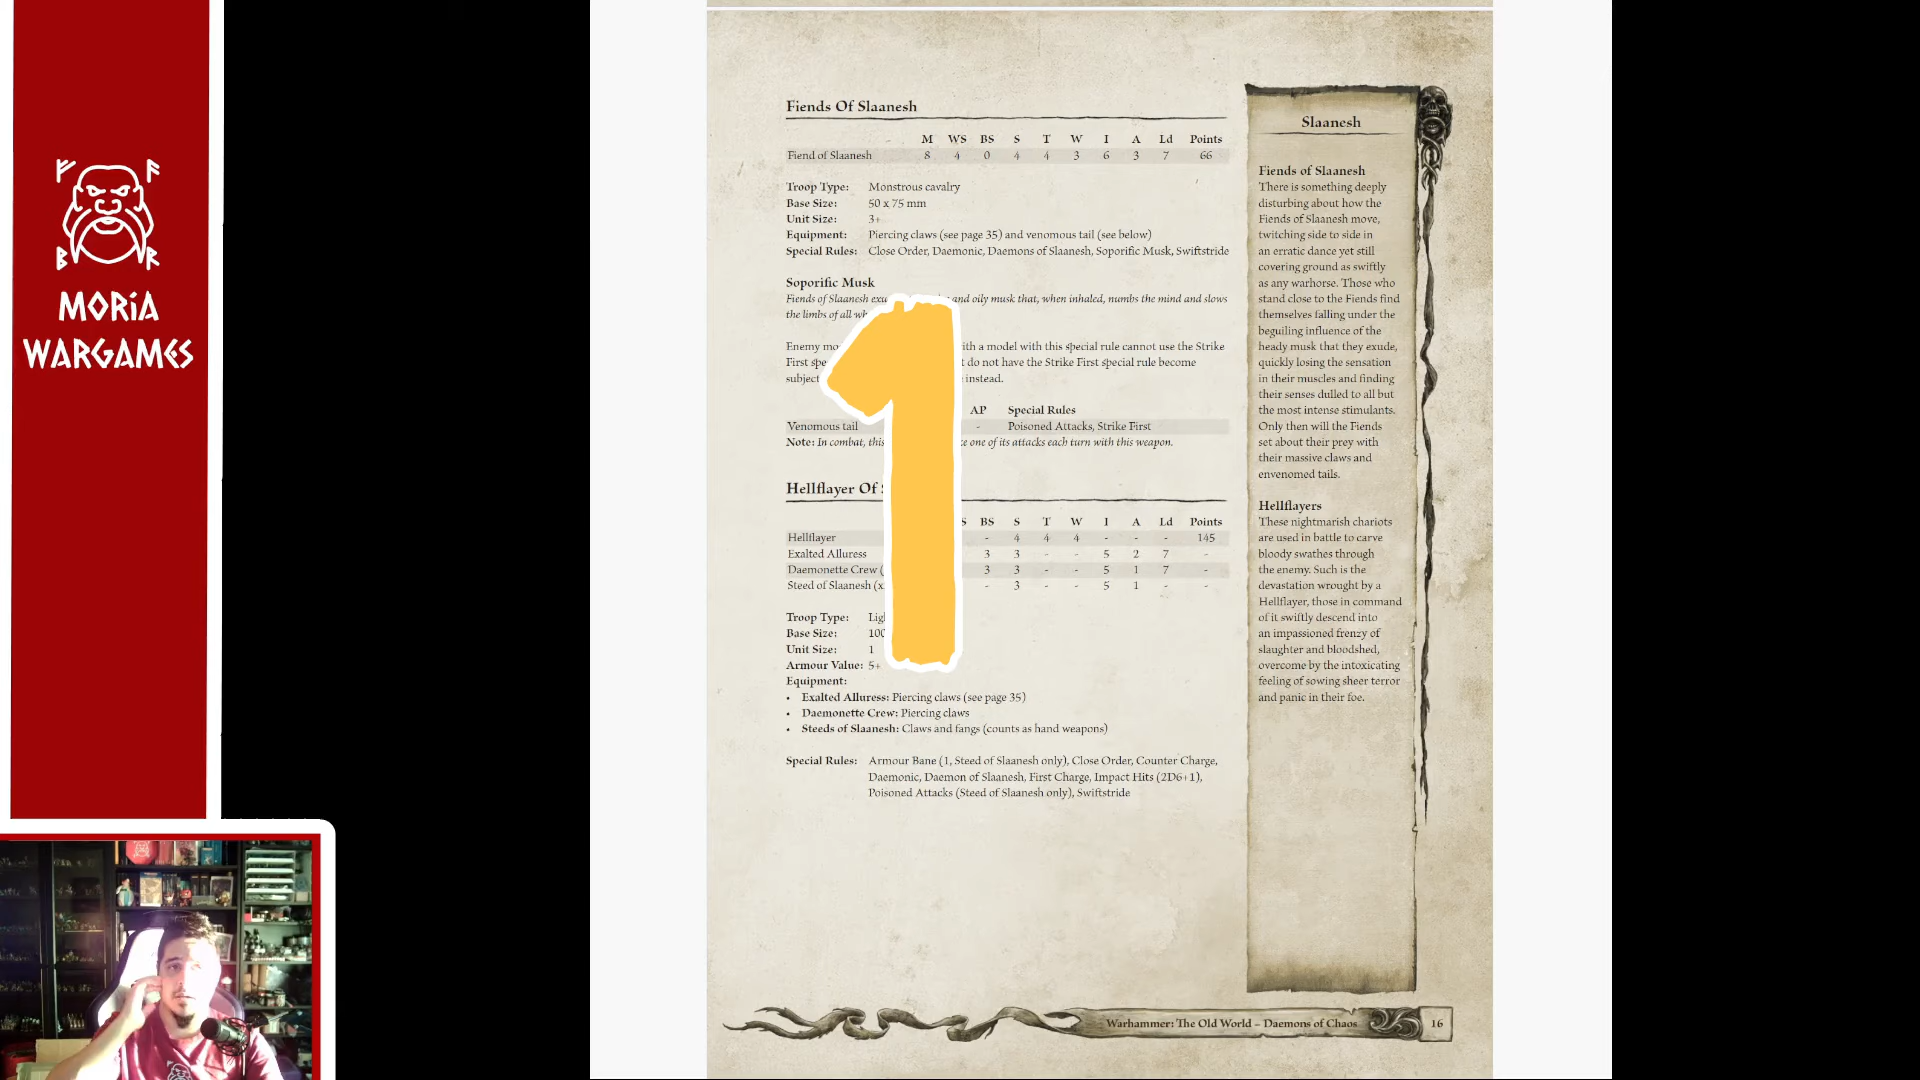 MORIA
WARGAMES
Fiends Of Slaanesh
M WS BS S T W I A Ld Points
Fiend of Slaanesh 8 4 0 4 4 3 6 3 7 66
Troop Type: Monstrous cavalry
Base Size: 50 x 75 mm
Unit Size: 3+
Equipment: Piercing claws (see page 35) and venomous tail (see below)
Special Rules: Close Order, Daemonic, Daemons of Slaanesh, Soporific Musk, Swiftstride
Soporific Musk
Fiends of Slaanesh and oily musk that, when inhaled, numbs the mind and slows
the limbs of all
Enemy with a model with this special rule cannot use the Strike
First do not have the Strike First special rule become
subject instead.
AP Special Rules
Venomous tail - Poisoned Attacks, Strike First
Note: In combat, this one of its attacks each turn with this weapon.
Hellflayer Of
BS S T W I A Ld Points
Hellflayer - 4 4 4 - - - 145
Exalted Alluress 3 3 - - 5 2 7 -
Daemonette Crew 3 3 - - 5 1 7 -
Steed of Slaanesh - 3 - - 5 1 - -
Troop Type:
Base Size: 100
Unit Size: 1
Armour Value: 5+
Equipment:
• Exalted Alluress: Piercing claws (see page 35)
• Daemonette Crew: Piercing claws
• Steeds of Slaanesh: Claws and fangs (counts as hand weapons)
Special Rules: Armour Bane (1, Steed of Slaanesh only), Close Order, Counter Charge,
Daemonic, Daemon of Slaanesh, First Charge, Impact Hits (2D6+1),
Poisoned Attacks (Steed of Slaanesh only), Swiftstride
1
Slaanesh
Fiends of Slaanesh
There is something deeply
disturbing about how the
Fiends of Slaanesh move,
twitching side to side in
an erratic dance yet still
covering ground as swiftly
as any warhorse. Those who
stand close to the Fiends find
themselves falling under the
beguiling influence of the
heady musk that they exude,
quickly losing the sensation
in their muscles and finding
their senses dulled to all but
the most intense stimulants.
Only then will the Fiends
set about their prey with
their massive claws and
envenomed tails.
Hellflayers
These nightmarish chariots
are used in battle to carve
bloody swathes through
the enemy. Such is the
devastation wrought by a
Hellflayer, those in command
of it swiftly descend into
an impassioned frenzy of
slaughter and bloodshed,
overcome by the intoxicating
feeling of sowing sheer terror
and panic in their foe.
Warhammer: The Old World – Daemons of Chaos 16